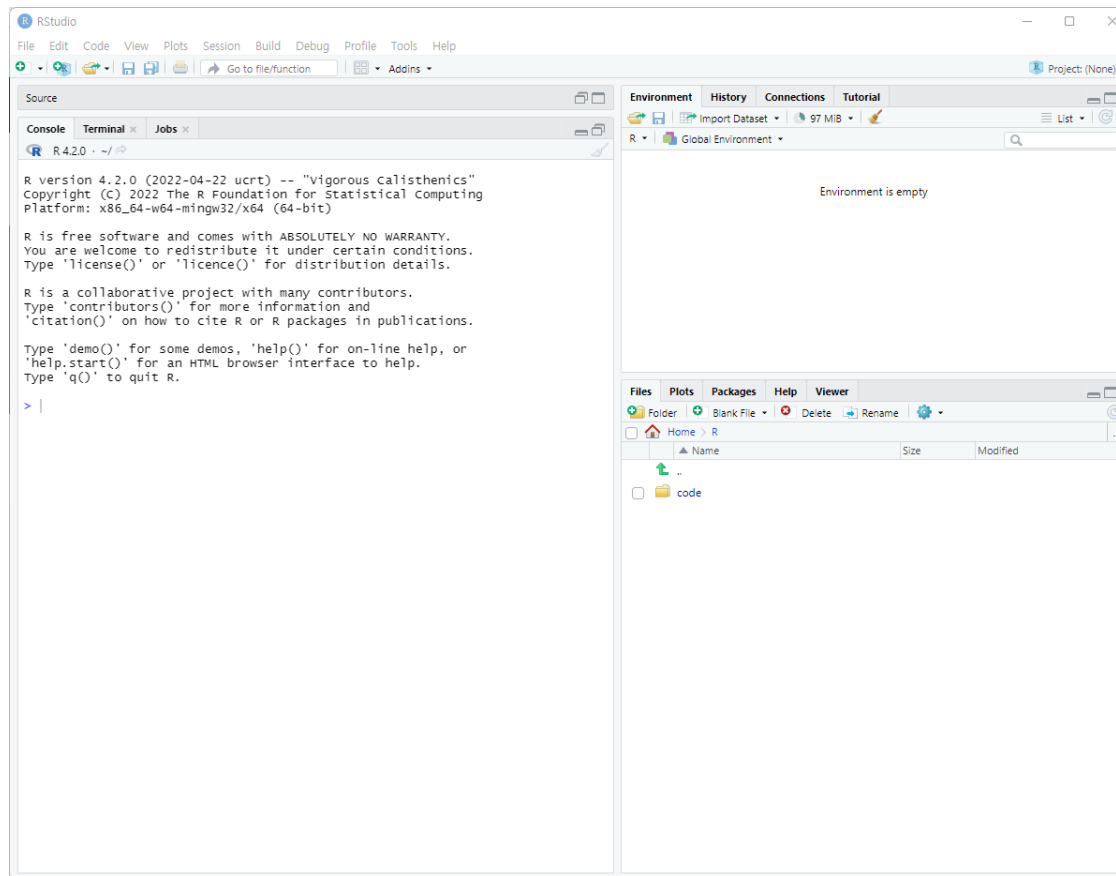 RStudio
File Edit Code View Plots Session Build Debug Profile Tools Help
Go to file/function Addins Project: (None)
Source
Console Terminal Jobs
R 4.2.0 · ~/
R version 4.2.0 (2022-04-22 ucrt) -- "Vigorous Calisthenics"
Copyright (C) 2022 The R Foundation for Statistical Computing
Platform: x86_64-w64-mingw32/x64 (64-bit)
R is free software and comes with ABSOLUTELY NO WARRANTY.
You are welcome to redistribute it under certain conditions.
Type 'license()' or 'licence()' for distribution details.
R is a collaborative project with many contributors.
Type 'contributors()' for more information and
'citation()' on how to cite R or R packages in publications.
Type 'demo()' for some demos, 'help()' for on-line help, or
'help.start()' for an HTML browser interface to help.
Type 'q()' to quit R.
>
Environment History Connections Tutorial
Import Dataset 97 MiB List
R Global Environment
Environment is empty
Files Plots Packages Help Viewer
Folder Blank File Delete Rename
Home > R
Name Size Modified
..
code